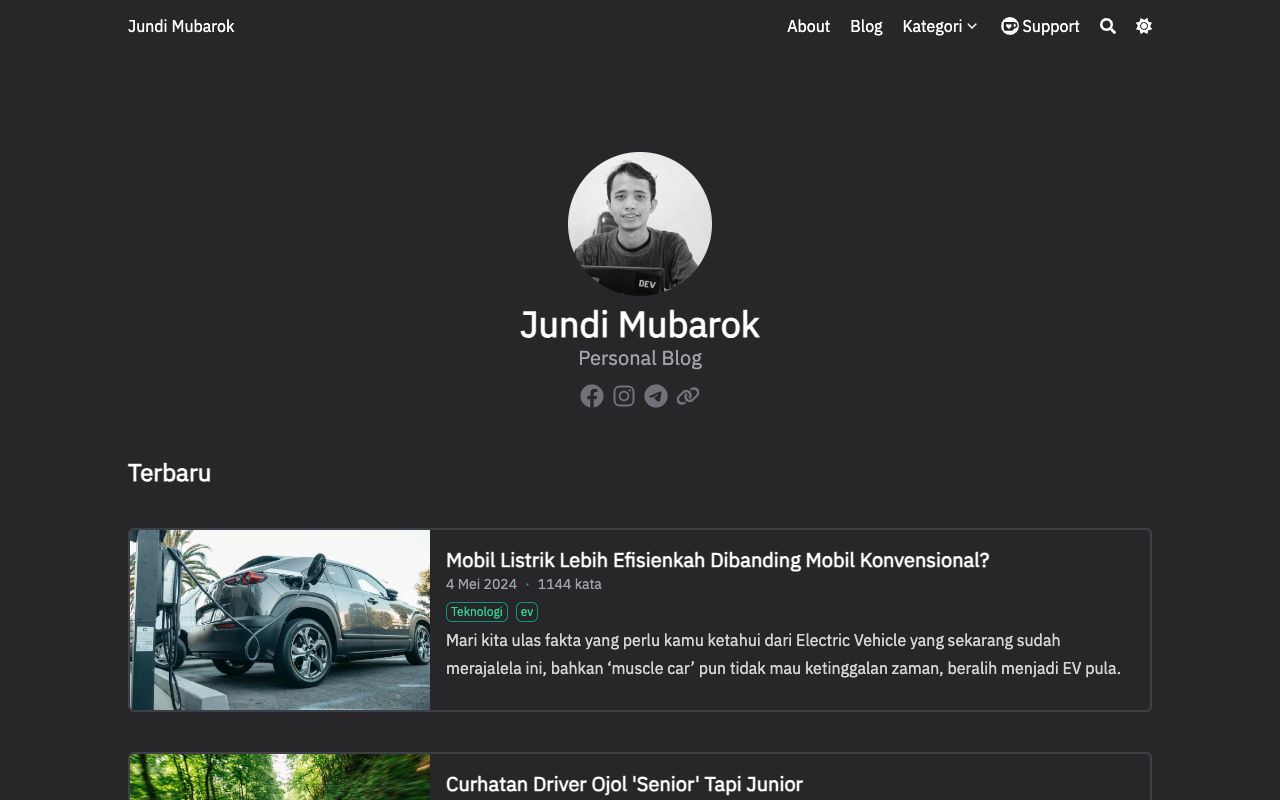 Jundi Mubarok
About
Blog
Kategori
Support
DEV
Jundi Mubarok
Personal Blog
Terbaru
Mobil Listrik Lebih Efisienkah Dibanding Mobil Konvensional?
4 Mei 2024 · 1144 kata
Teknologi
ev
Mari kita ulas fakta yang perlu kamu ketahui dari Electric Vehicle yang sekarang sudah
merajalela ini, bahkan ‘muscle car’ pun tidak mau ketinggalan zaman, beralih menjadi EV pula.
Curhatan Driver Ojol 'Senior' Tapi Junior